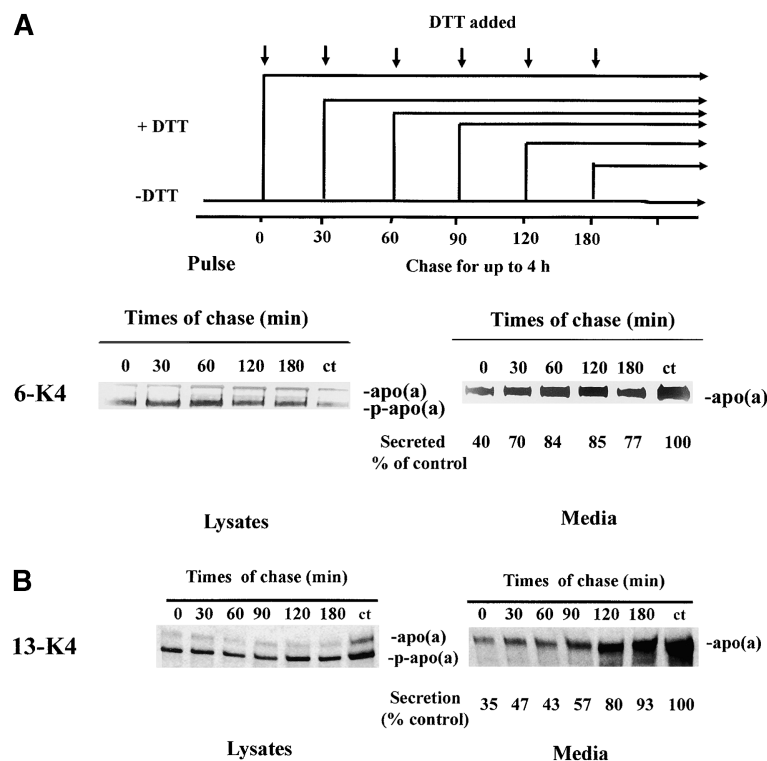 A
DTT added
+ DTT
-DTT
0 30 60 90 120 180
Pulse
Chase for up to 4 h
Times of chase (min)
0 30 60 120 180 ct
6-K4
-apo(a)
-p-apo(a)
Times of chase (min)
0 30 60 120 180 ct
-apo(a)
Secreted 40 70 84 85 77 100
% of control
Lysates
Media
B
Times of chase (min)
0 30 60 90 120 180 ct
13-K4
-apo(a)
-p-apo(a)
Times of chase (min)
0 30 60 90 120 180 ct
-apo(a)
Secretion 35 47 43 57 80 93 100
(% control)
Lysates
Media